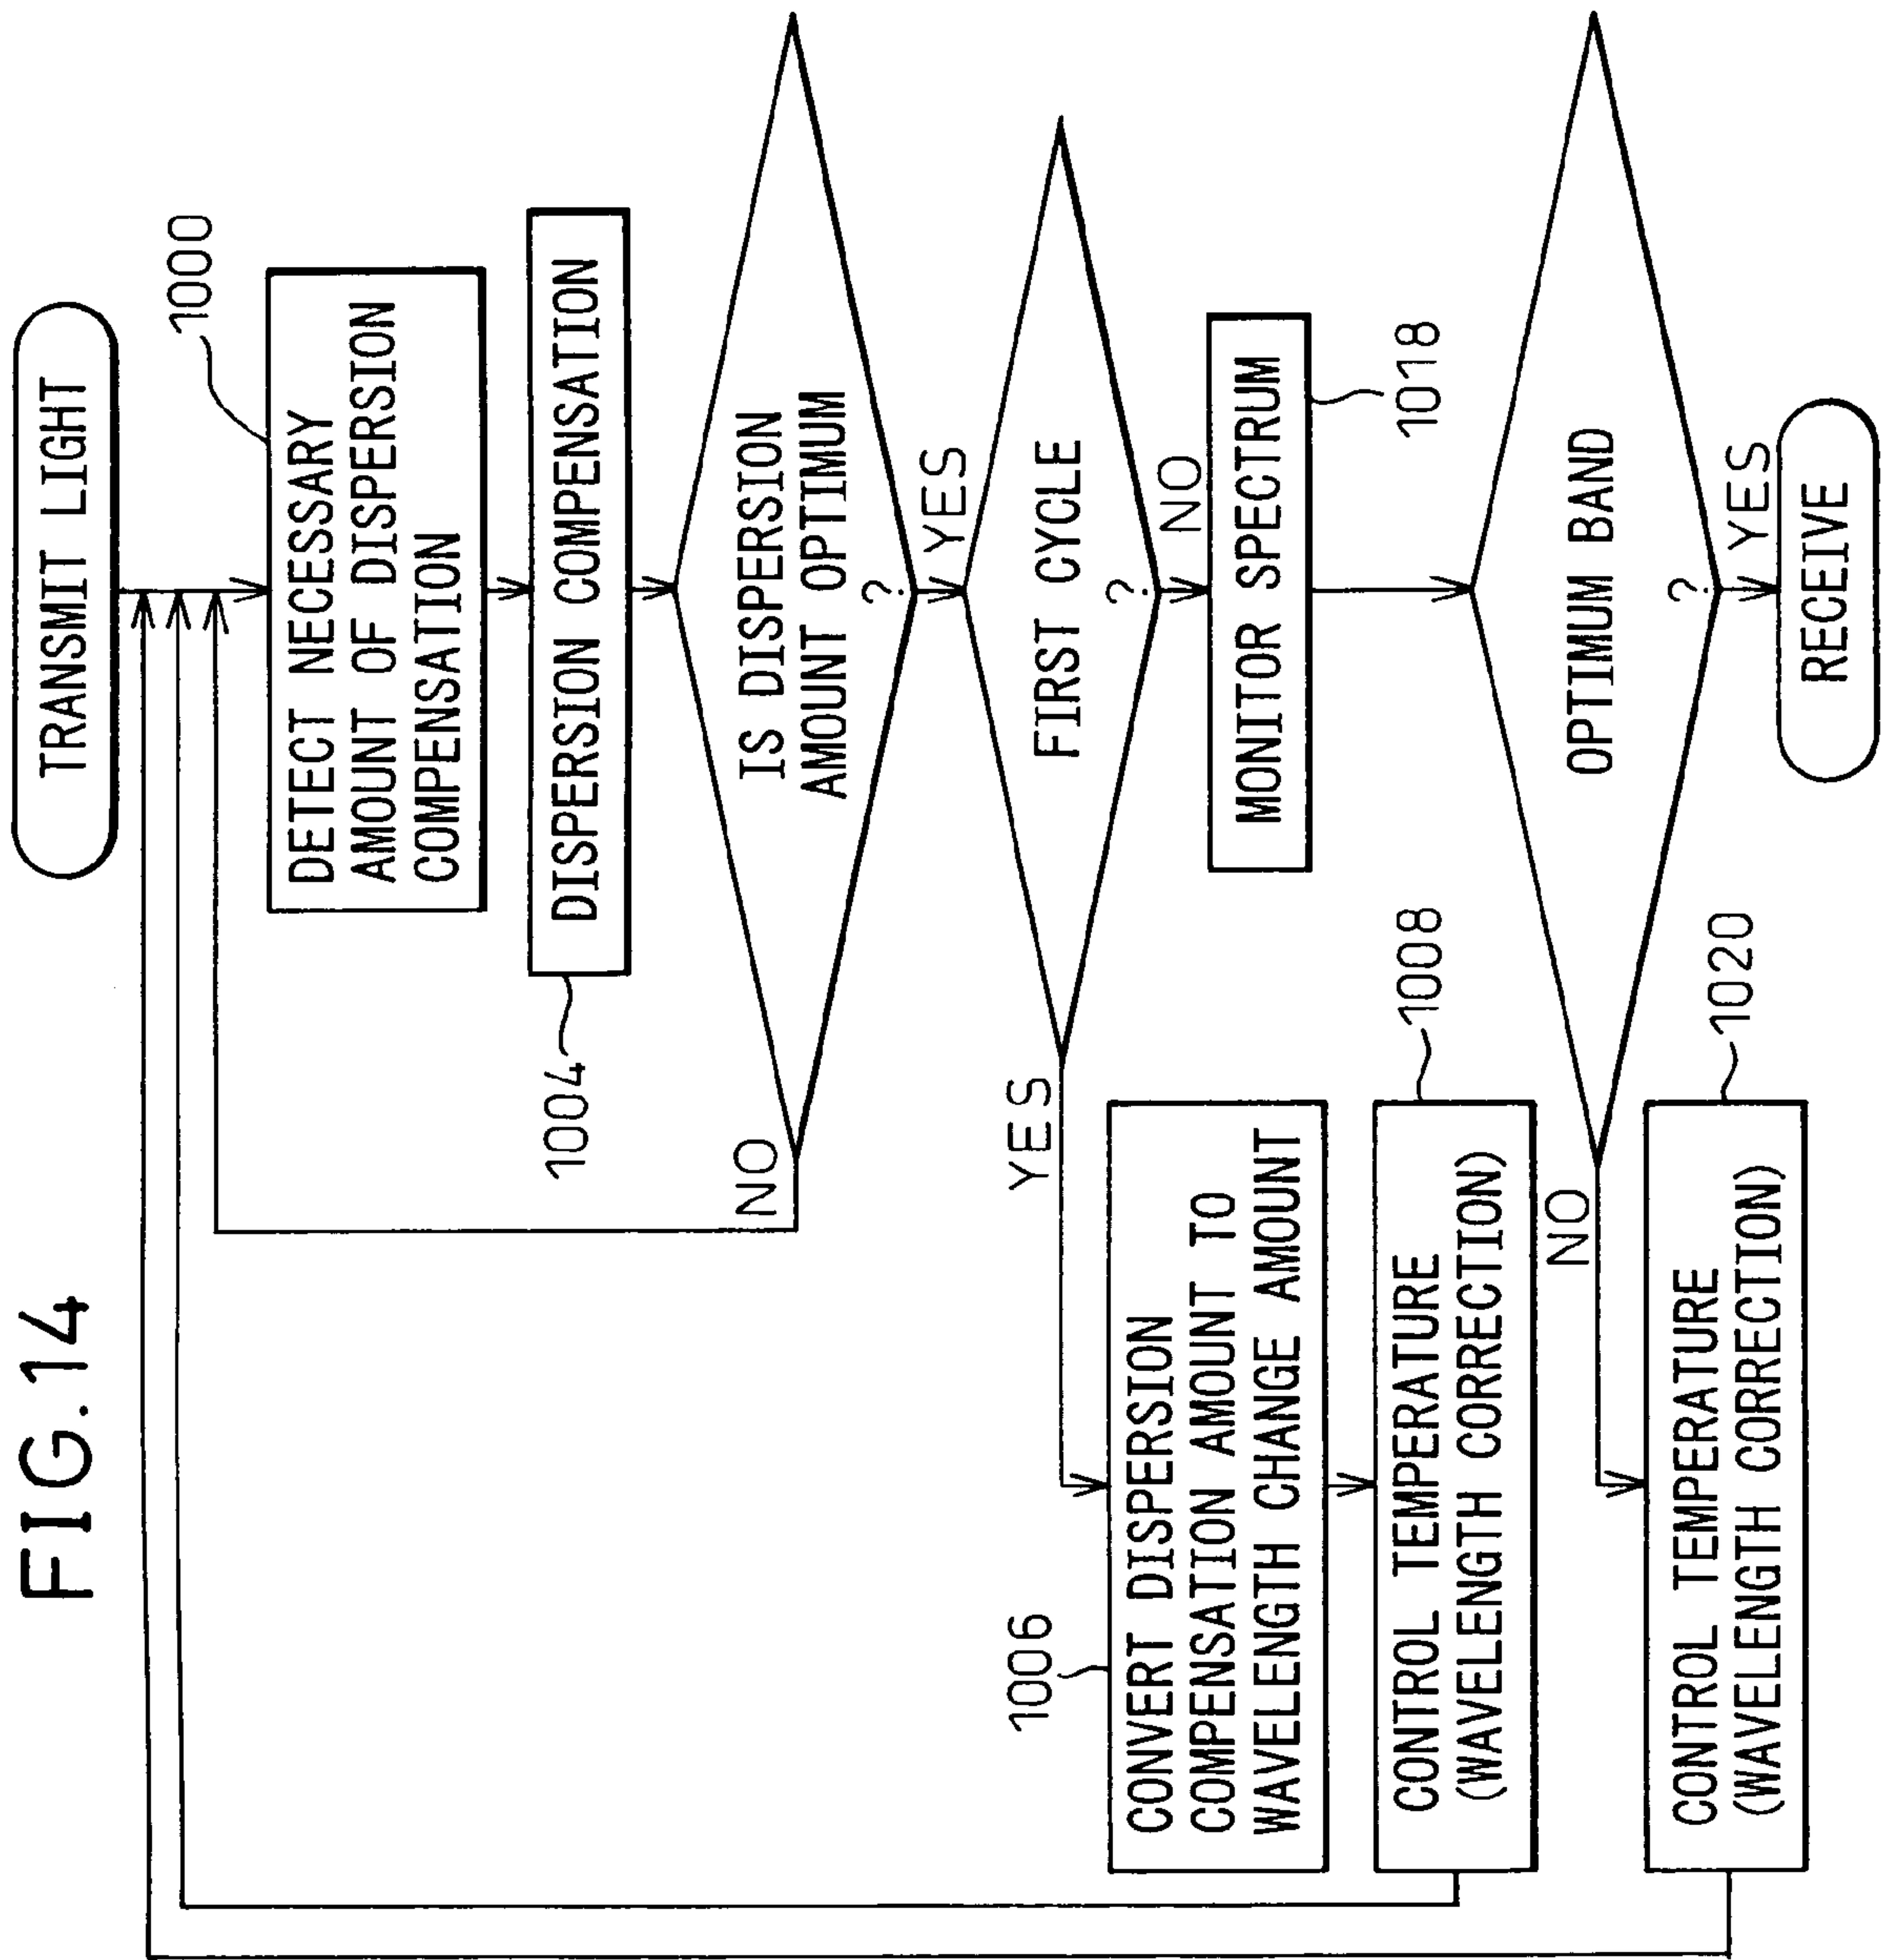 FIG.14
TRANSMIT LIGHT
1000
DETECT NECESSARY
AMOUNT OF DISPERSION
COMPENSATION
1004
DISPERSION COMPENSATION
IS DISPERSION
AMOUNT OPTIMUM
?
NO
YES
FIRST CYCLE
?
YES
NO
1006
CONVERT DISPERSION
COMPENSATION AMOUNT TO
WAVELENGTH CHANGE AMOUNT
1008
CONTROL TEMPERATURE
(WAVELENGTH CORRECTION)
MONITOR SPECTRUM
1018
OPTIMUM BAND
?
NO
YES
1020
CONTROL TEMPERATURE
(WAVELENGTH CORRECTION)
RECEIVE